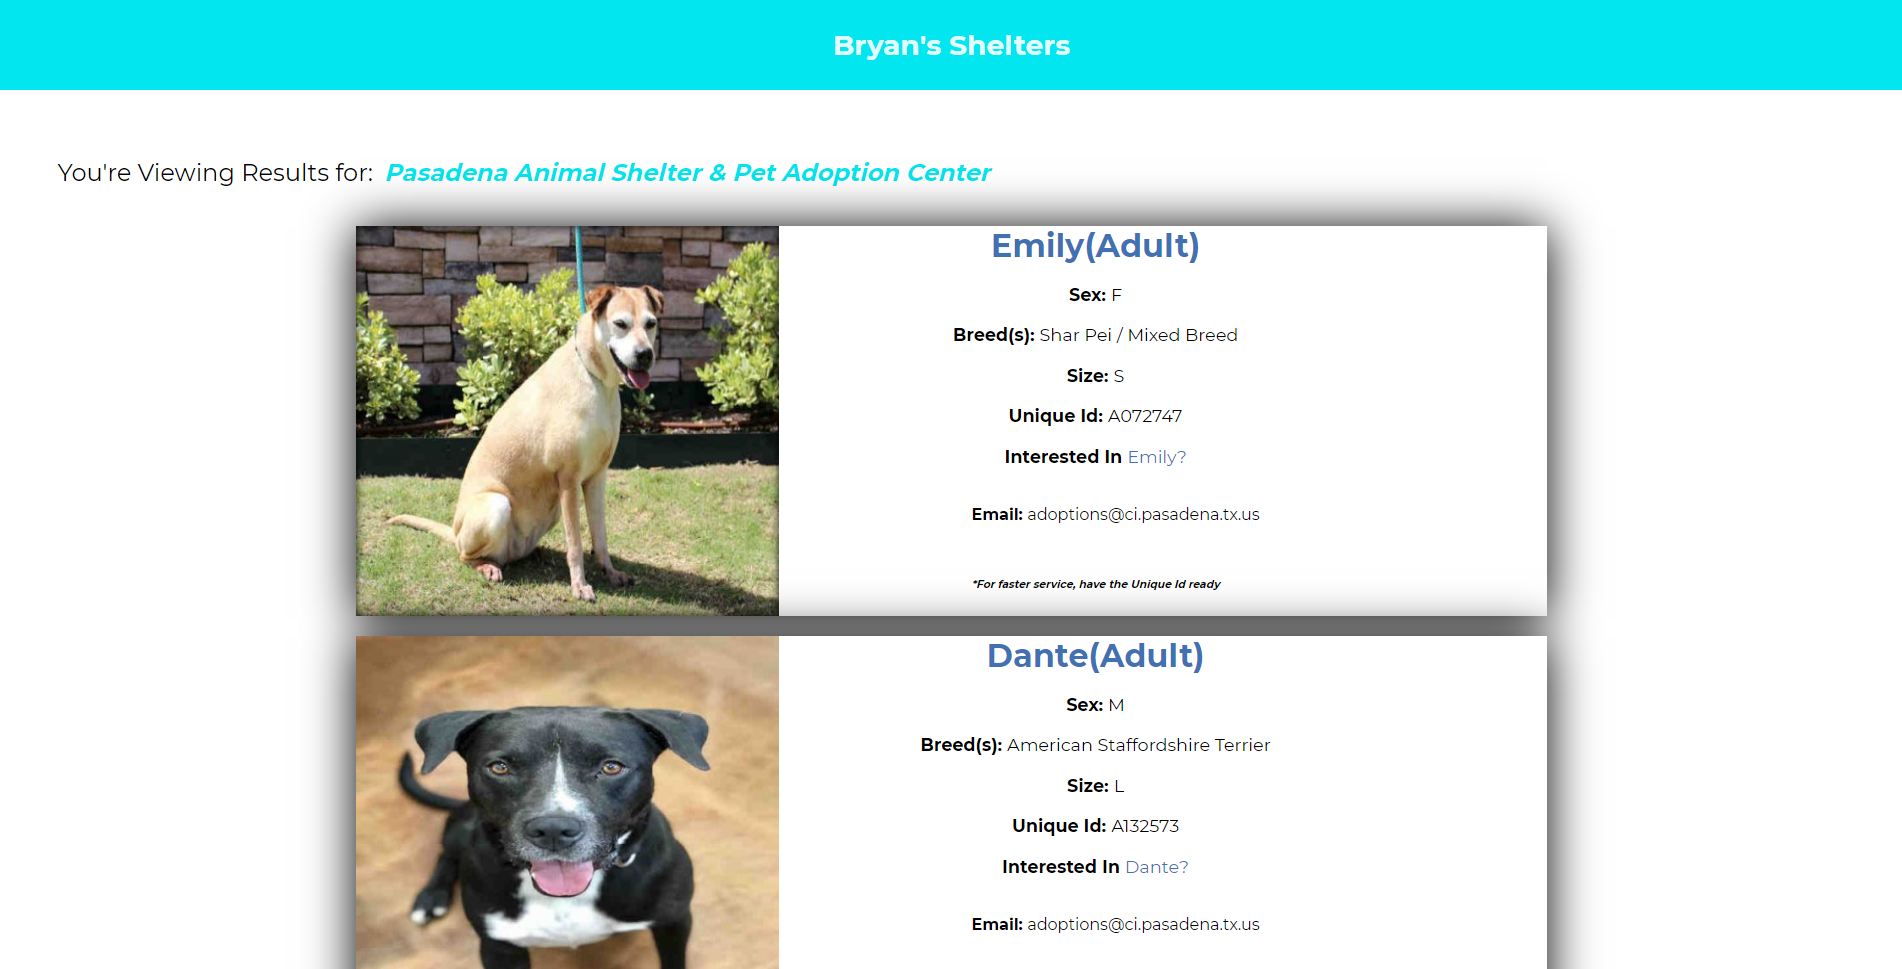 Bryan's Shelters
You're Viewing Results for: Pasadena Animal Shelter & Pet Adoption Center
Emily(Adult)
Sex: F
Breed(s): Shar Pei / Mixed Breed
Size: S
Unique Id: A072747
Interested In Emily?
Email: adoptions@ci.pasadena.tx.us
*For faster service, have the Unique Id ready
Dante(Adult)
Sex: M
Breed(s): American Staffordshire Terrier
Size: L
Unique Id: A132573
Interested In Dante?
Email: adoptions@ci.pasadena.tx.us